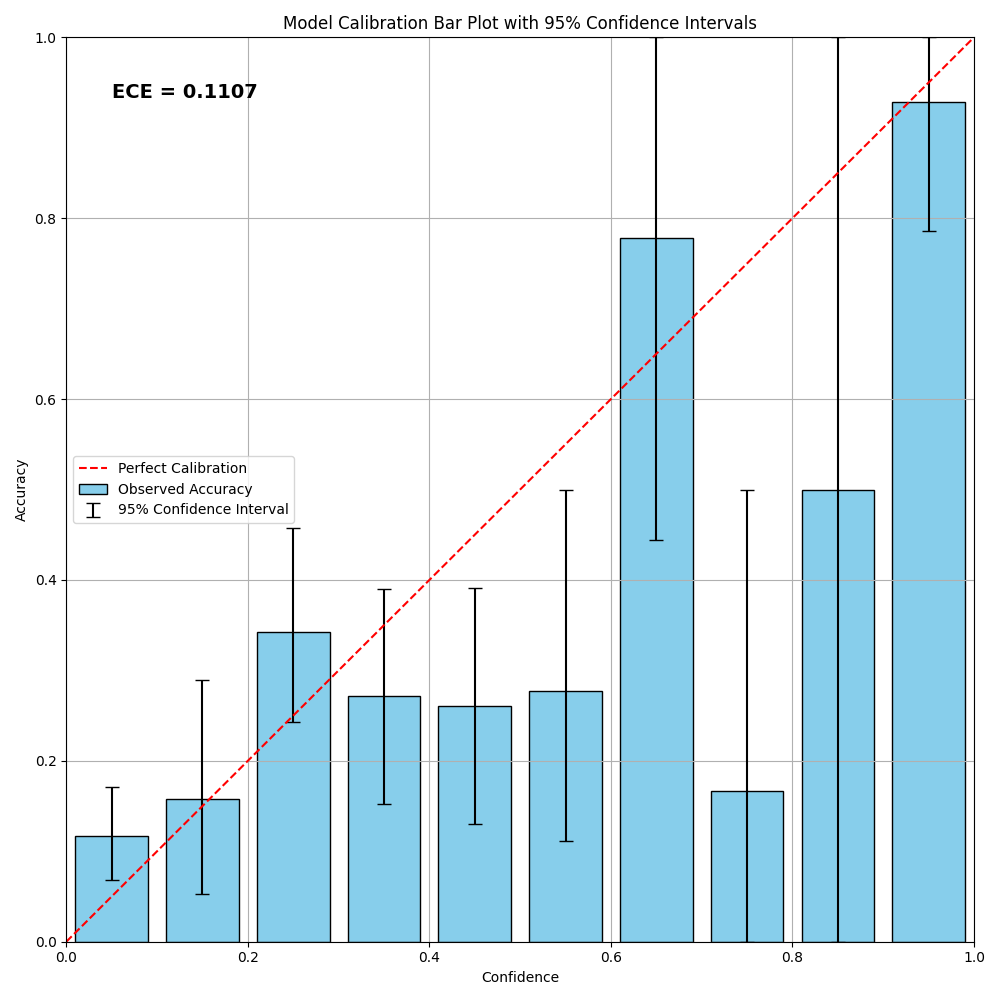 Model Calibration Bar Plot with 95% Confidence Intervals
1.0
ECE = 0.1107
0.8
0.6
Accuracy
Perfect Calibration
Observed Accuracy
95% Confidence Interval
0.4
0.2
0.0
0.0 0.2 0.4 0.6 0.8 1.0
Confidence